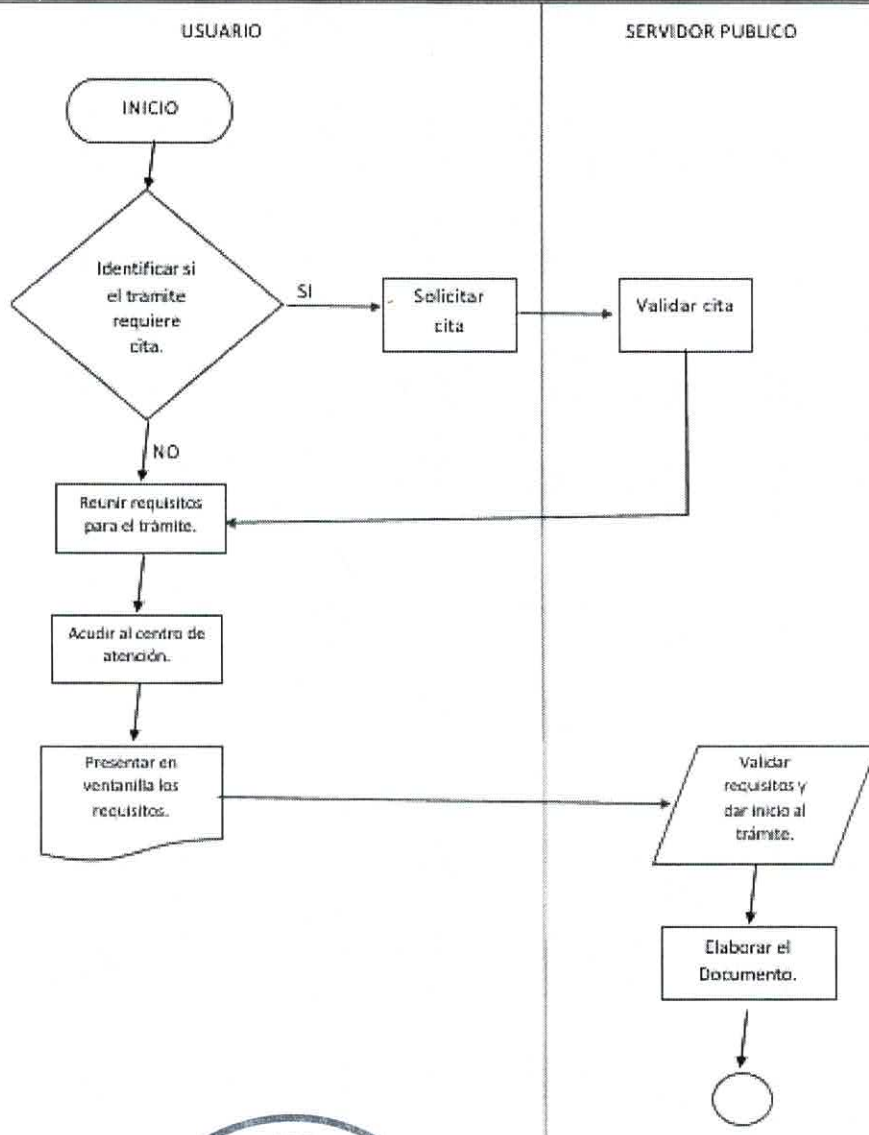 USUARIO
SERVIDOR PUBLICO
INICIO
Identificar si
el tramite
requiere
cita.
SI
Solicitar
cita
Validar cita
NO
Reunir requisitos
para el trámite.
Acudir al centro de
atención.
Presentar en
ventanilla los
requisitos.
Validar
requisitos y
dar inicio al
trámite.
Elaborar el
Documento.